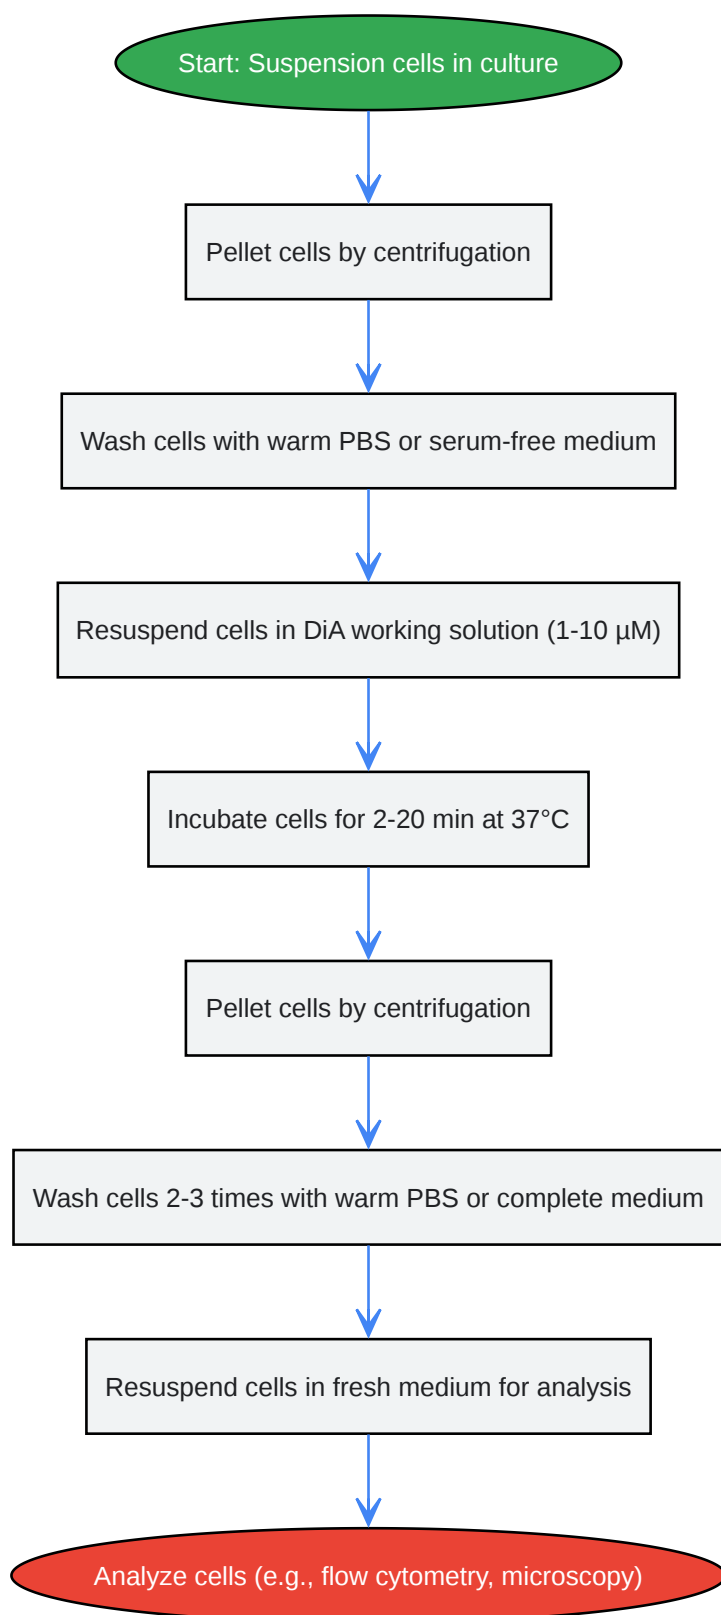 Start: Suspension cells in culture
Pellet cells by centrifugation
Wash cells with warm PBS or serum-free medium
Resuspend cells in DiA working solution (1-10 µM)
Incubate cells for 2-20 min at 37°C
Pellet cells by centrifugation
Wash cells 2-3 times with warm PBS or complete medium
Resuspend cells in fresh medium for analysis
Analyze cells (e.g., flow cytometry, microscopy)